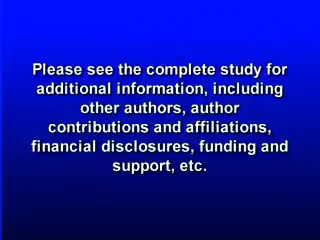 Please see the complete study for
additional information, including
other authors, author
contributions and affiliations,
financial disclosures, funding and
support, etc.